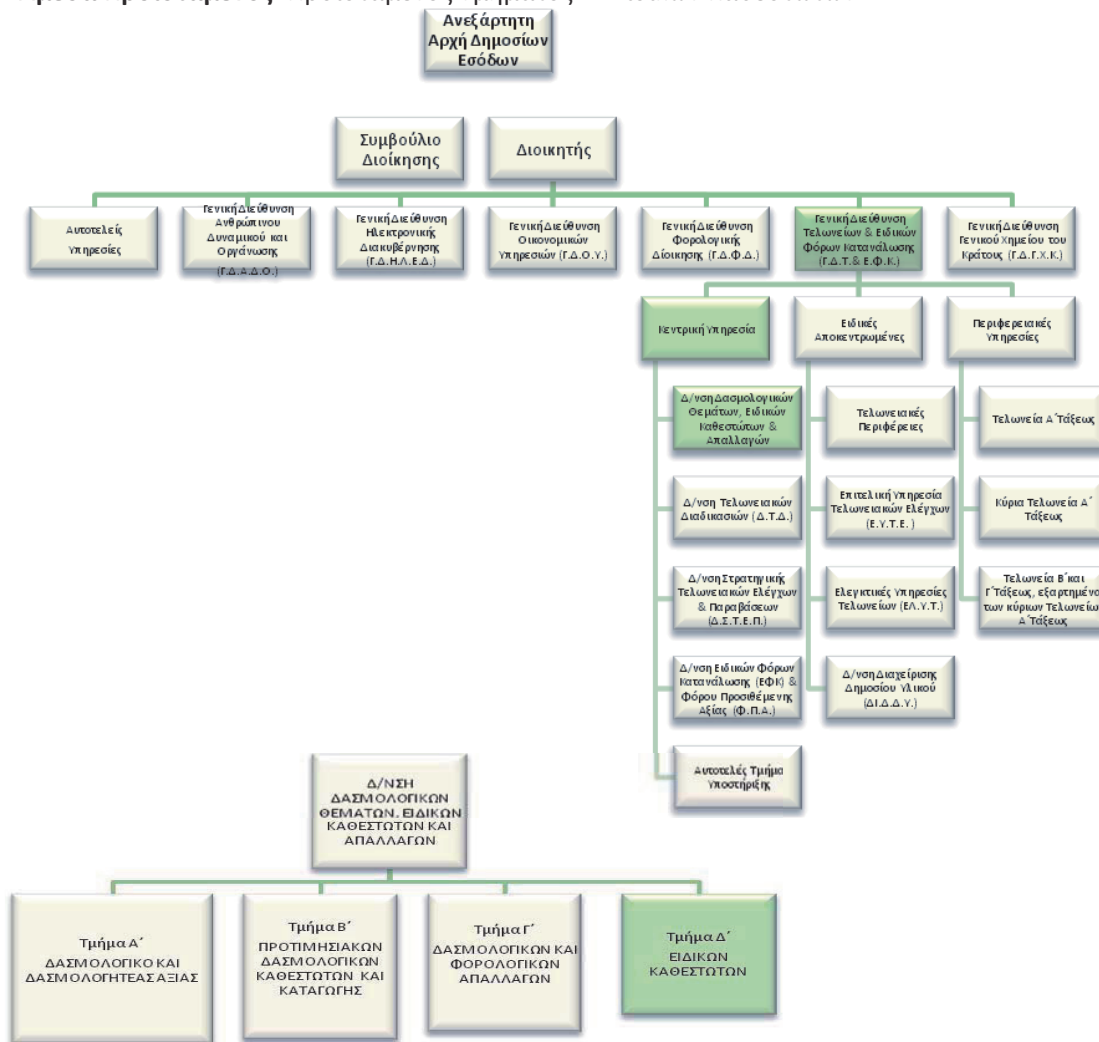 Ανεξάρτητη
Αρχή Δημοσίων
Εσόδων
Συμβούλιο
Διοίκησης
Διοικητής
Αυτοτελείς
Υπηρεσίες
Γενική Διεύθυνση
Ανθρώπινου
Δυναμικού και
Οργάνωσης
(Γ.Δ.Α.Δ.Ο.)
Γενική Διεύθυνση
Ηλεκτρονικής
Διακυβέρνησης
(Γ.Δ.Η.Λ.Ε.Δ.)
Γενική Διεύθυνση
Οικονομικών
Υπηρεσιών (Γ.Δ.Ο.Υ.)
Γενική Διεύθυνση
Φορολογικής
Δίοικησης (Γ.Δ.Φ.Δ.)
Γενική Διεύθυνση
Τελωνείων & Ειδικών
Φόρων Κατανάλωσης
(Γ.Δ.Τ.& Ε.Φ.Κ.)
Γενική Διεύθυνση
Γενικού Χημείου του
Κράτους (Γ.Δ.Γ.Χ.Κ.)
Κεντρική Υπηρεσία
Ειδικές
Αποκεντρωμένες
Περιφερειακές
Υπηρεσίες
Δ/νση Δασμολογικών
Θεμάτων, Ειδικών
Καθεστώτων &
Απαλλαγών
Τελωνειακές
Περιφέρειες
Τελωνεία Α΄Τάξεως
Δ/νση Τελωνειακών
Διαδικασιών (Δ.Τ.Δ.)
Επιτελική Υπηρεσία
Τελωνειακών Ελέγχων
(Ε.Υ.Τ.Ε. )
Κύρια Τελωνεία Α΄
Τάξεως
Δ/νση Στρατηγικής
Τελωνειακών Ελέγχων
& Παραβάσεων
(Δ.Σ.Τ.Ε.Π.)
Ελεγκτικές Υπηρεσίες
Τελωνείων (ΕΛ.Υ.Τ.)
Τελωνεία Β΄και
Γ΄Τάξεως, εξαρτημένα
των κύριων Τελωνείω
Α΄Τάξεως
Δ/νση Ειδικών Φόρων
Κατανάλωσης (ΕΦΚ) &
Φόρου Προσιθέμενης
Αξίας (Φ.Π.Α.)
Δ/νση Διαχείρισης
Δημοσίου Υλικού
(ΔΙ.Δ.Δ.Υ.)
Αυτοτελές Τμήμα
Υποστήριξης
Δ/ΝΣΗ
ΔΑΣΜΟΛΟΓΙΚΩΝ
ΘΕΜΑΤΩΝ. ΕΙΔΙΚΩΝ
ΚΑΘΕΣΤΩΤΩΝ ΚΑΙ
ΑΠΑΛΛΑΓΩΝ
Τμήμα Α΄
ΔΑΣΜΟΛΟΓΙΚΟ ΚΑΙ
ΔΑΣΜΟΛΟΓΗΤΕΑΣ ΑΞΙΑΣ
Τμήμα Β΄
ΠΡΟΤΙΜΗΣΙΑΚΩΝ
ΔΑΣΜΟΛΟΓΙΚΩΝ
ΚΑΘΕΣΤΩΤΩΝ ΚΑΙ
ΚΑΤΑΓΩΓΗΣ
Τμήμα Γ΄
ΔΑΣΜΟΛΟΓΙΚΩΝ ΚΑΙ
ΦΟΡΟΛΟΓΙΚΩΝ
ΑΠΑΛΛΑΓΩΝ
Τμήμα Δ΄
ΕΙΔΙΚΩΝ
ΚΑΘΕΣΤΩΤΩΝ